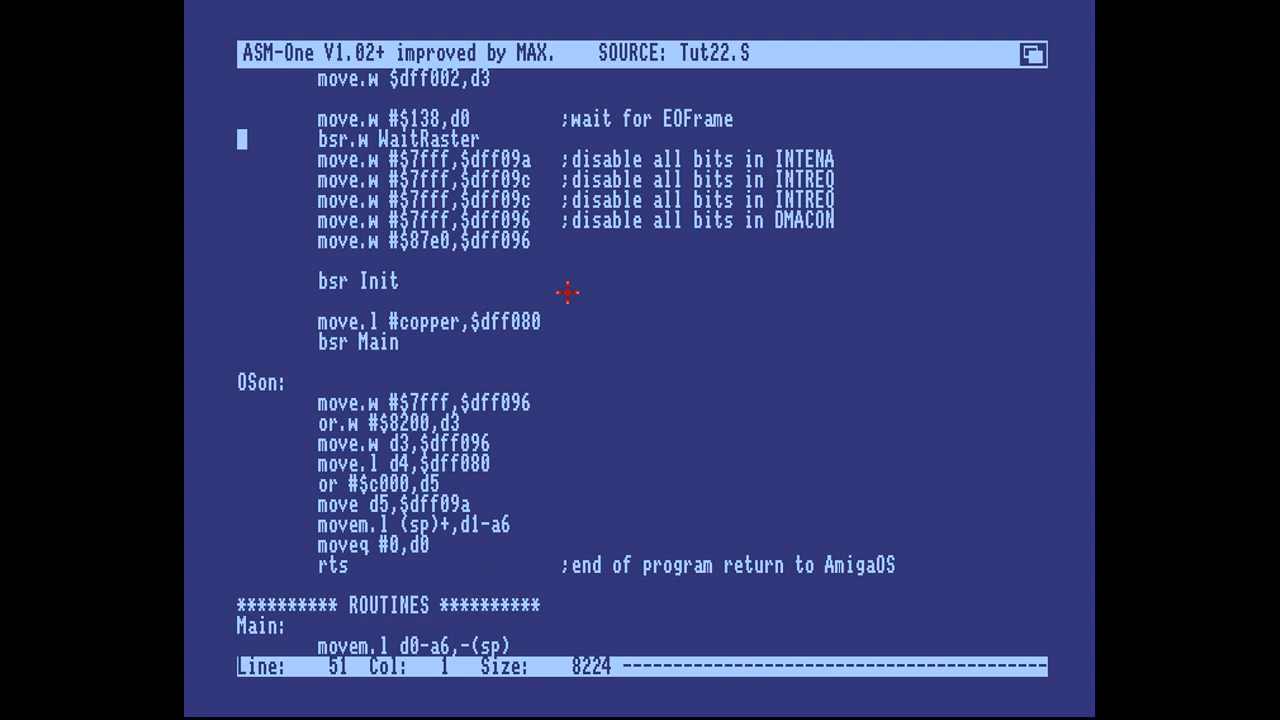 ASM-One V1.02+ improved by MAX. SOURCE: Tut22.S
move.w $dff002,d3
move.w #$138,d0 ;wait for EOFrame
bsr.w WaitRaster
move.w #$7fff,$dff09a ;disable all bits in INTENA
move.w #$7fff,$dff09c ;disable all bits in INTREQ
move.w #$7fff,$dff09c ;disable all bits in INTREQ
move.w #$7fff,$dff096 ;disable all bits in DMACON
move.w #$87e0,$dff096
bsr Init
move.l #copper,$dff080
bsr Main
OSon:
move.w #$7fff,$dff096
or.w #$8200,d3
move.w d3,$dff096
move.l d4,$dff080
or #$c000,d5
move d5,$dff09a
movem.l (sp)+,d1-a6
moveq #0,d0
rts ;end of program return to AmigaOS
********** ROUTINES **********
Main:
movem.l d0-a6,-(sp)
Line: 51 Col: 1 Size: 8224 ------------------------------------------